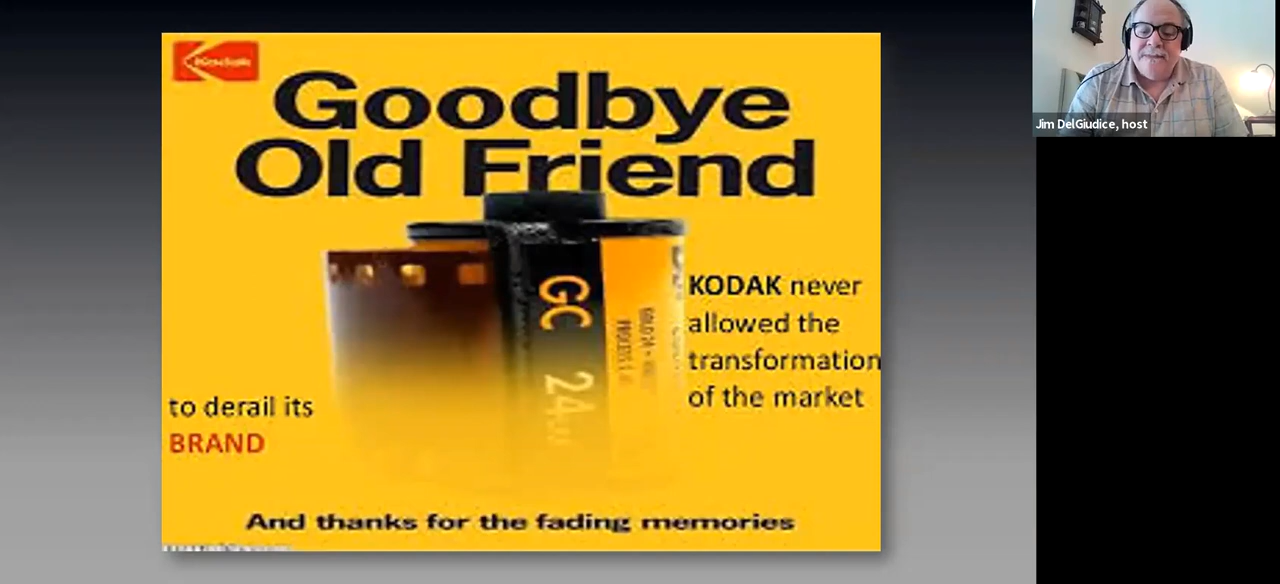 Kodak
Goodbye
Old Friend
GC
24
KODAK never
allowed the
transformation
of the market
to derail its
BRAND
And thanks for the fading memories
Jim DelGiudice, host